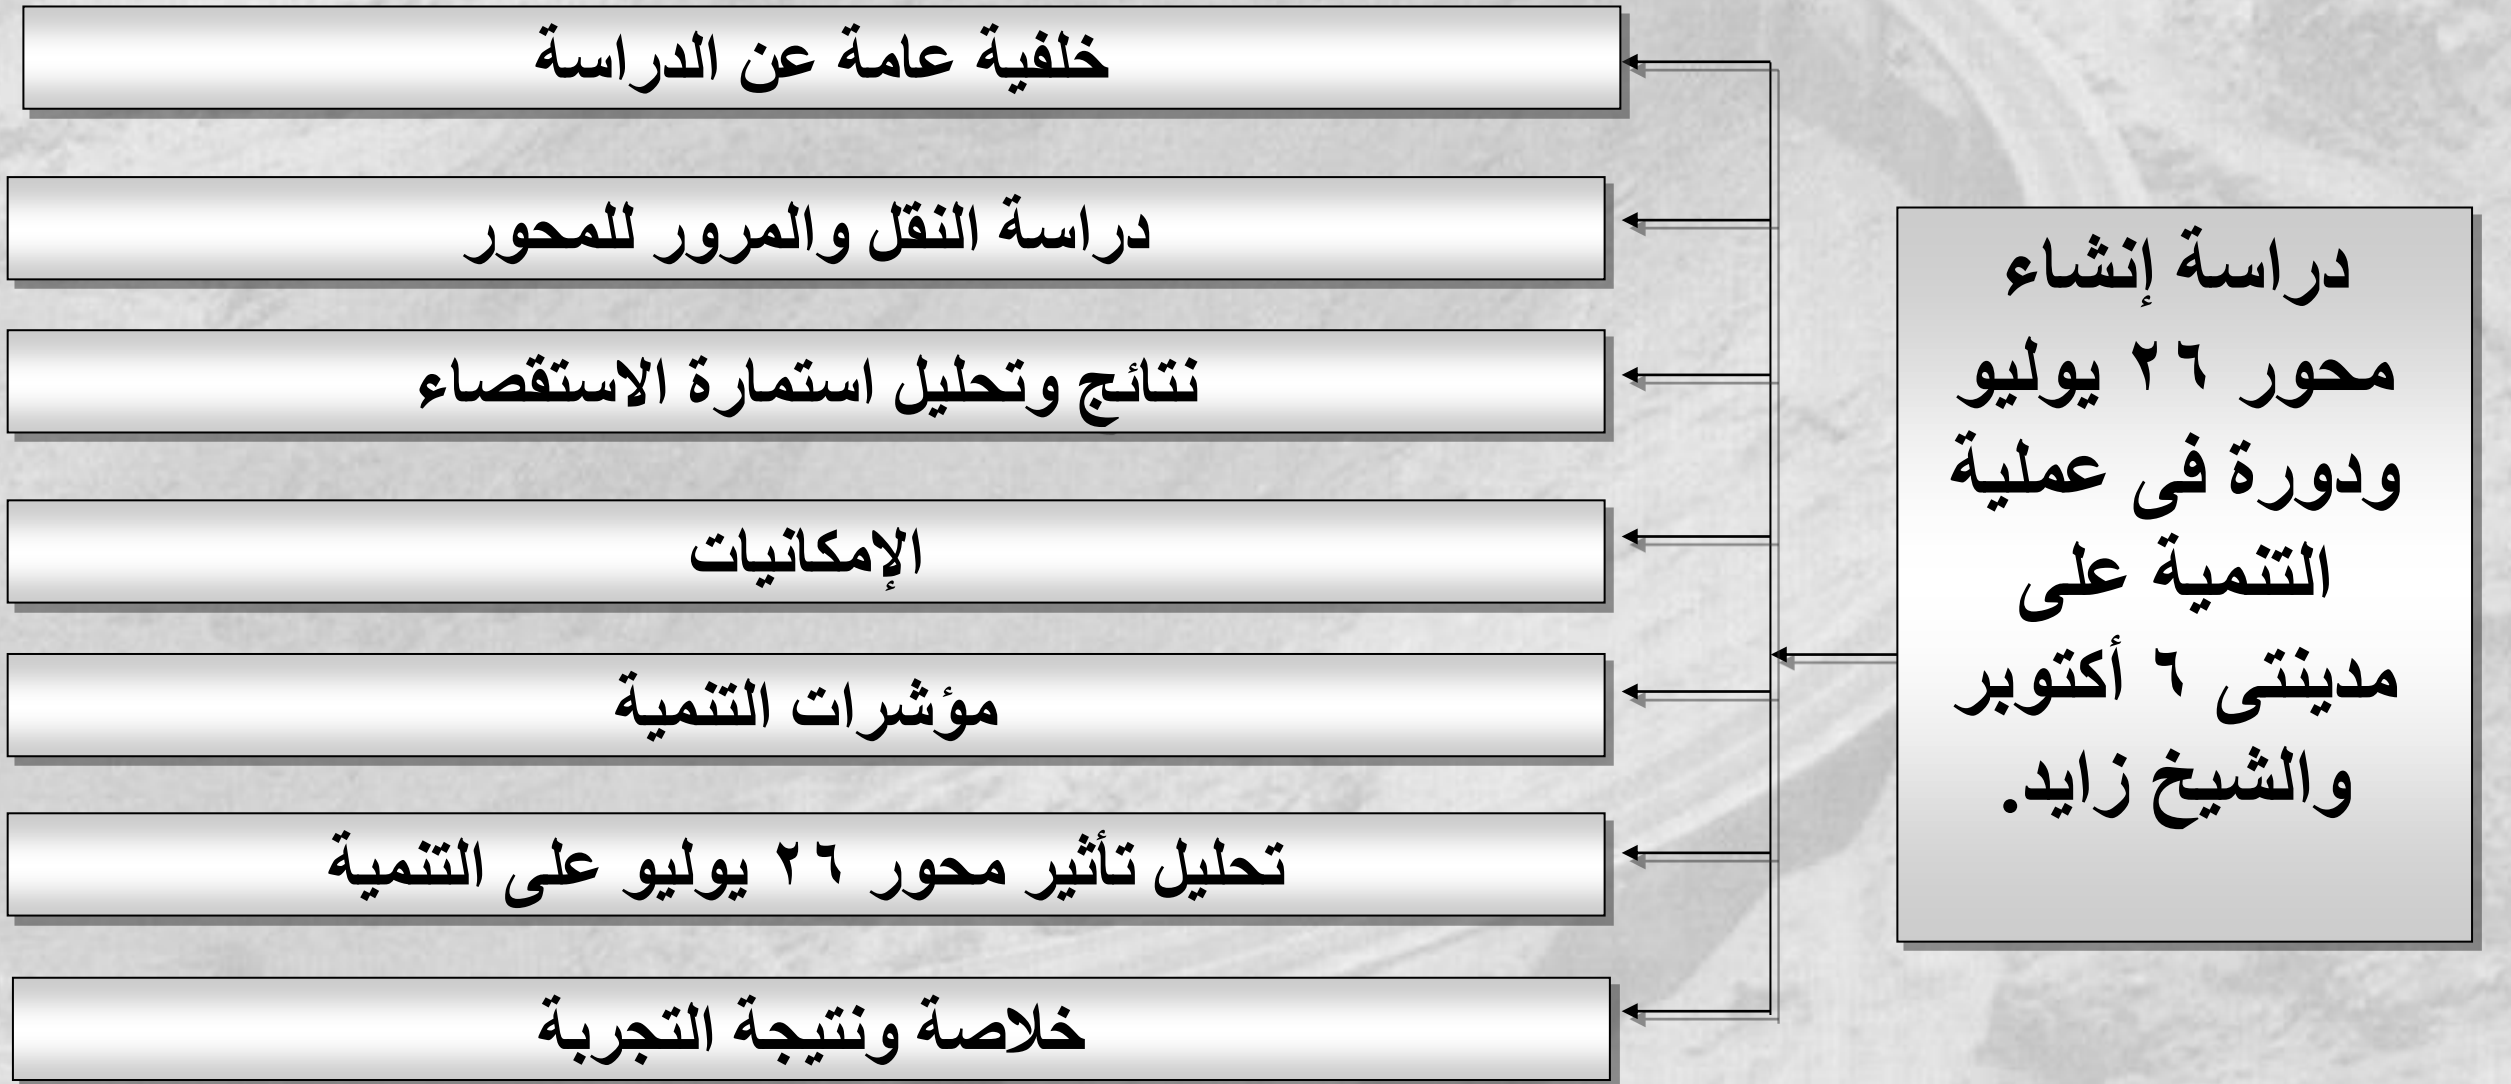 دراسة إنشاء
محور ٢٦ يوليو
ودورة فى عملية
التنمية على
مدينتى ٦ أكتوبر
والشيخ زايد.
خلفية عامة عن الدراسة
دراسة النقل والمرور للمحور
نتائج وتحليل استمارة الاستقصاء
الإمكانيات
مؤشرات التنمية
تحليل تأثير محور ٢٦ يوليو على التنمية
خلاصة ونتيجة التجربة